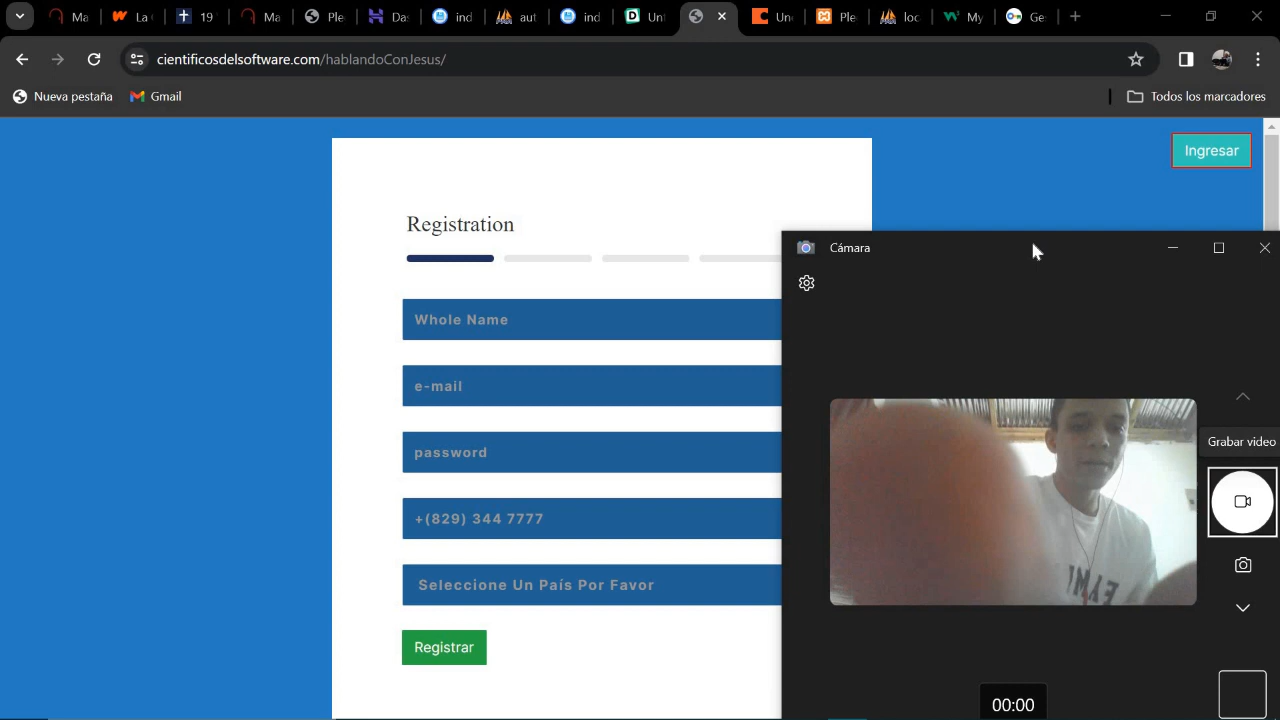 Ma
La
19
Ma
Ple
Das
ind
aut
ind
Unt
Un
Ple
loc
My
Ge
cientificosdelsoftware.com/hablandoConJesus/
Nueva pestaña
Gmail
Todos los marcadores
Ingresar
Registration
Cámara
Whole Name
e-mail
password
Grabar video
+(829) 344 7777
Seleccione Un País Por Favor
Registrar
00:00